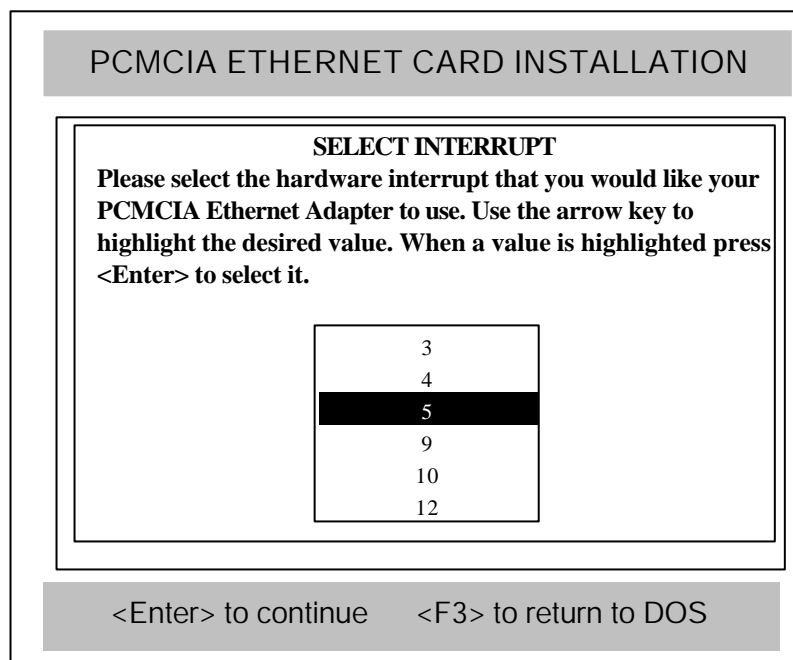 PCMCIA ETHERNET CARD INSTALLATION
SELECT INTERRUPT
Please select the hardware interrupt that you would like your
PCMCIA Ethernet Adapter to use. Use the arrow key to
highlight the desired value. When a value is highlighted press
<Enter> to select it.
3
4
5
9
10
12
<Enter> to continue <F3> to return to DOS